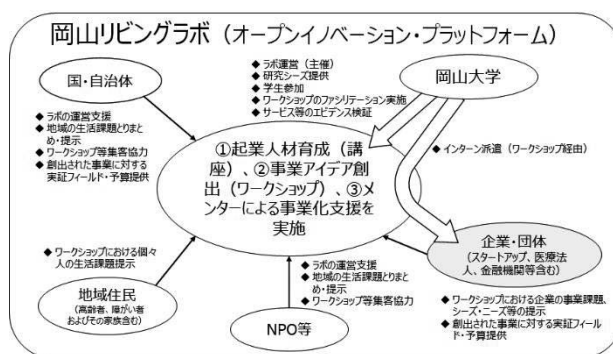 岡山リビングラボ（オープンイノベーション・プラットフォーム）
国・自治体
◆ ラボの運営支援
◆ 地域の生活課題とりまとめ・提示
◆ ワークショップ等集客協力
◆ 創出された事業に対する実証フィールド・予算提供
◆ ラボ運営（主催）
◆ 研究シーズ提供
◆ 学生参加
◆ ワークショップのファシリテーション実施
◆ サービス等のエビデンス検証
岡山大学
◆ インターン派遣（ワークショップ経由）
①起業人材育成（講
座）、②事業アイデア創
出（ワークショップ）、③メ
ンターによる事業化支援を
実施
◆ ワークショップにおける個々
人の生活課題提示
地域住民
（高齢者、障がい者
およびその家族含む）
◆ ラボの運営支援
◆ 地域の生活課題とりまと
め・提示
◆ ワークショップ等集客協力
NPO等
企業・団体
（スタートアップ、医療法
人、金融機関等含む）
◆ ワークショップにおける企業の事業課題、
シーズ・ニーズ等の提示
◆ 創出された事業に対する実証フィール
ド・予算提供